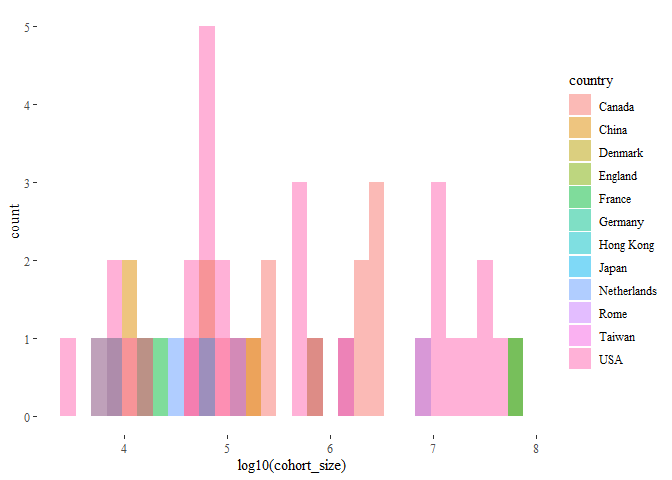 5
4
3
2
1
0
count
4
5
6
7
8
log10(cohort_size)
country
Canada
China
Denmark
England
France
Germany
Hong Kong
Japan
Netherlands
Rome
Taiwan
USA